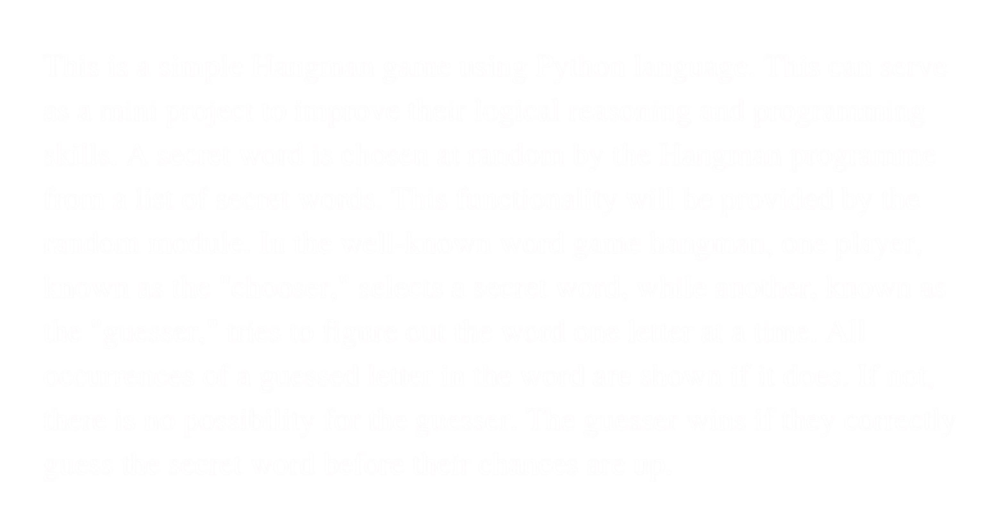 This is a simple Hangman game using Python language. This can serve
as a mini project to improve their logical reasoning and programming
skills. A secret word is chosen at random by the Hangman programme
from a list of secret words. This functionality will be provided by the
random module. In the well-known word game hangman, one player,
known as the "chooser," selects a secret word, while another, known as
the "guesser," tries to figure out the word one letter at a time. All
occurrences of a guessed letter in the word are shown if it does. If not,
there is no possibility for the guesser. The guesser wins if they correctly
guess the secret word before their chances are up.